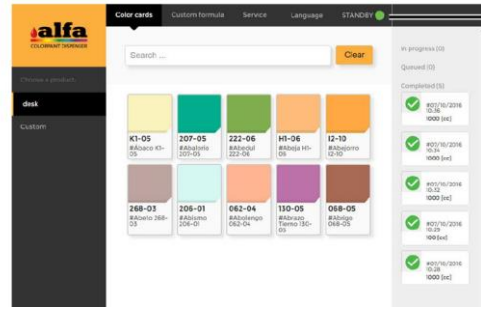 alfa
COLORANT DISPENSER
Choose a product
desk
Custom
Color cards Custom formula Service Language STANDBY
Search ...
Clear
K1-05
#Abaco K1-
05
207-05
#Abalorio
207-05
222-06
#Abedul
222-06
H1-06
#Abeja H1-
06
I2-10
#Abejorro
I2-10
268-03
#Abeto 268-
03
206-01
#Abismo
206-01
062-04
#Abolengo
062-04
130-05
#Abrazo
Tierno 130-
05
068-05
#Abrigo
068-05
In progress (0)
Queued (0)
Completed (5)
#07/10/2016
10:36
1000 [cc]
#07/10/2016
10:34
1000 [cc]
#07/10/2016
10:32
1000 [cc]
#07/10/2016
10:29
100 [cc]
#07/10/2016
10:28
1000 [cc]